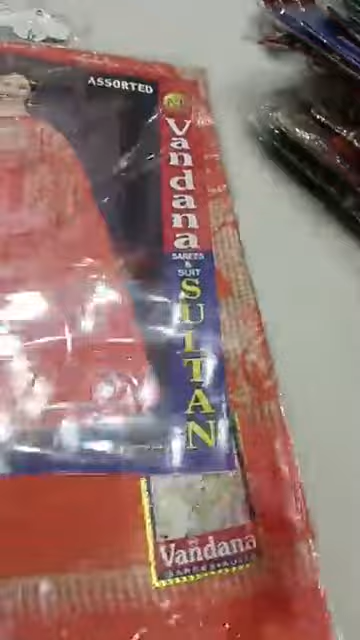 ASSORTED
Vandana
SAREES
&
SUIT
SULTAN
Vandana